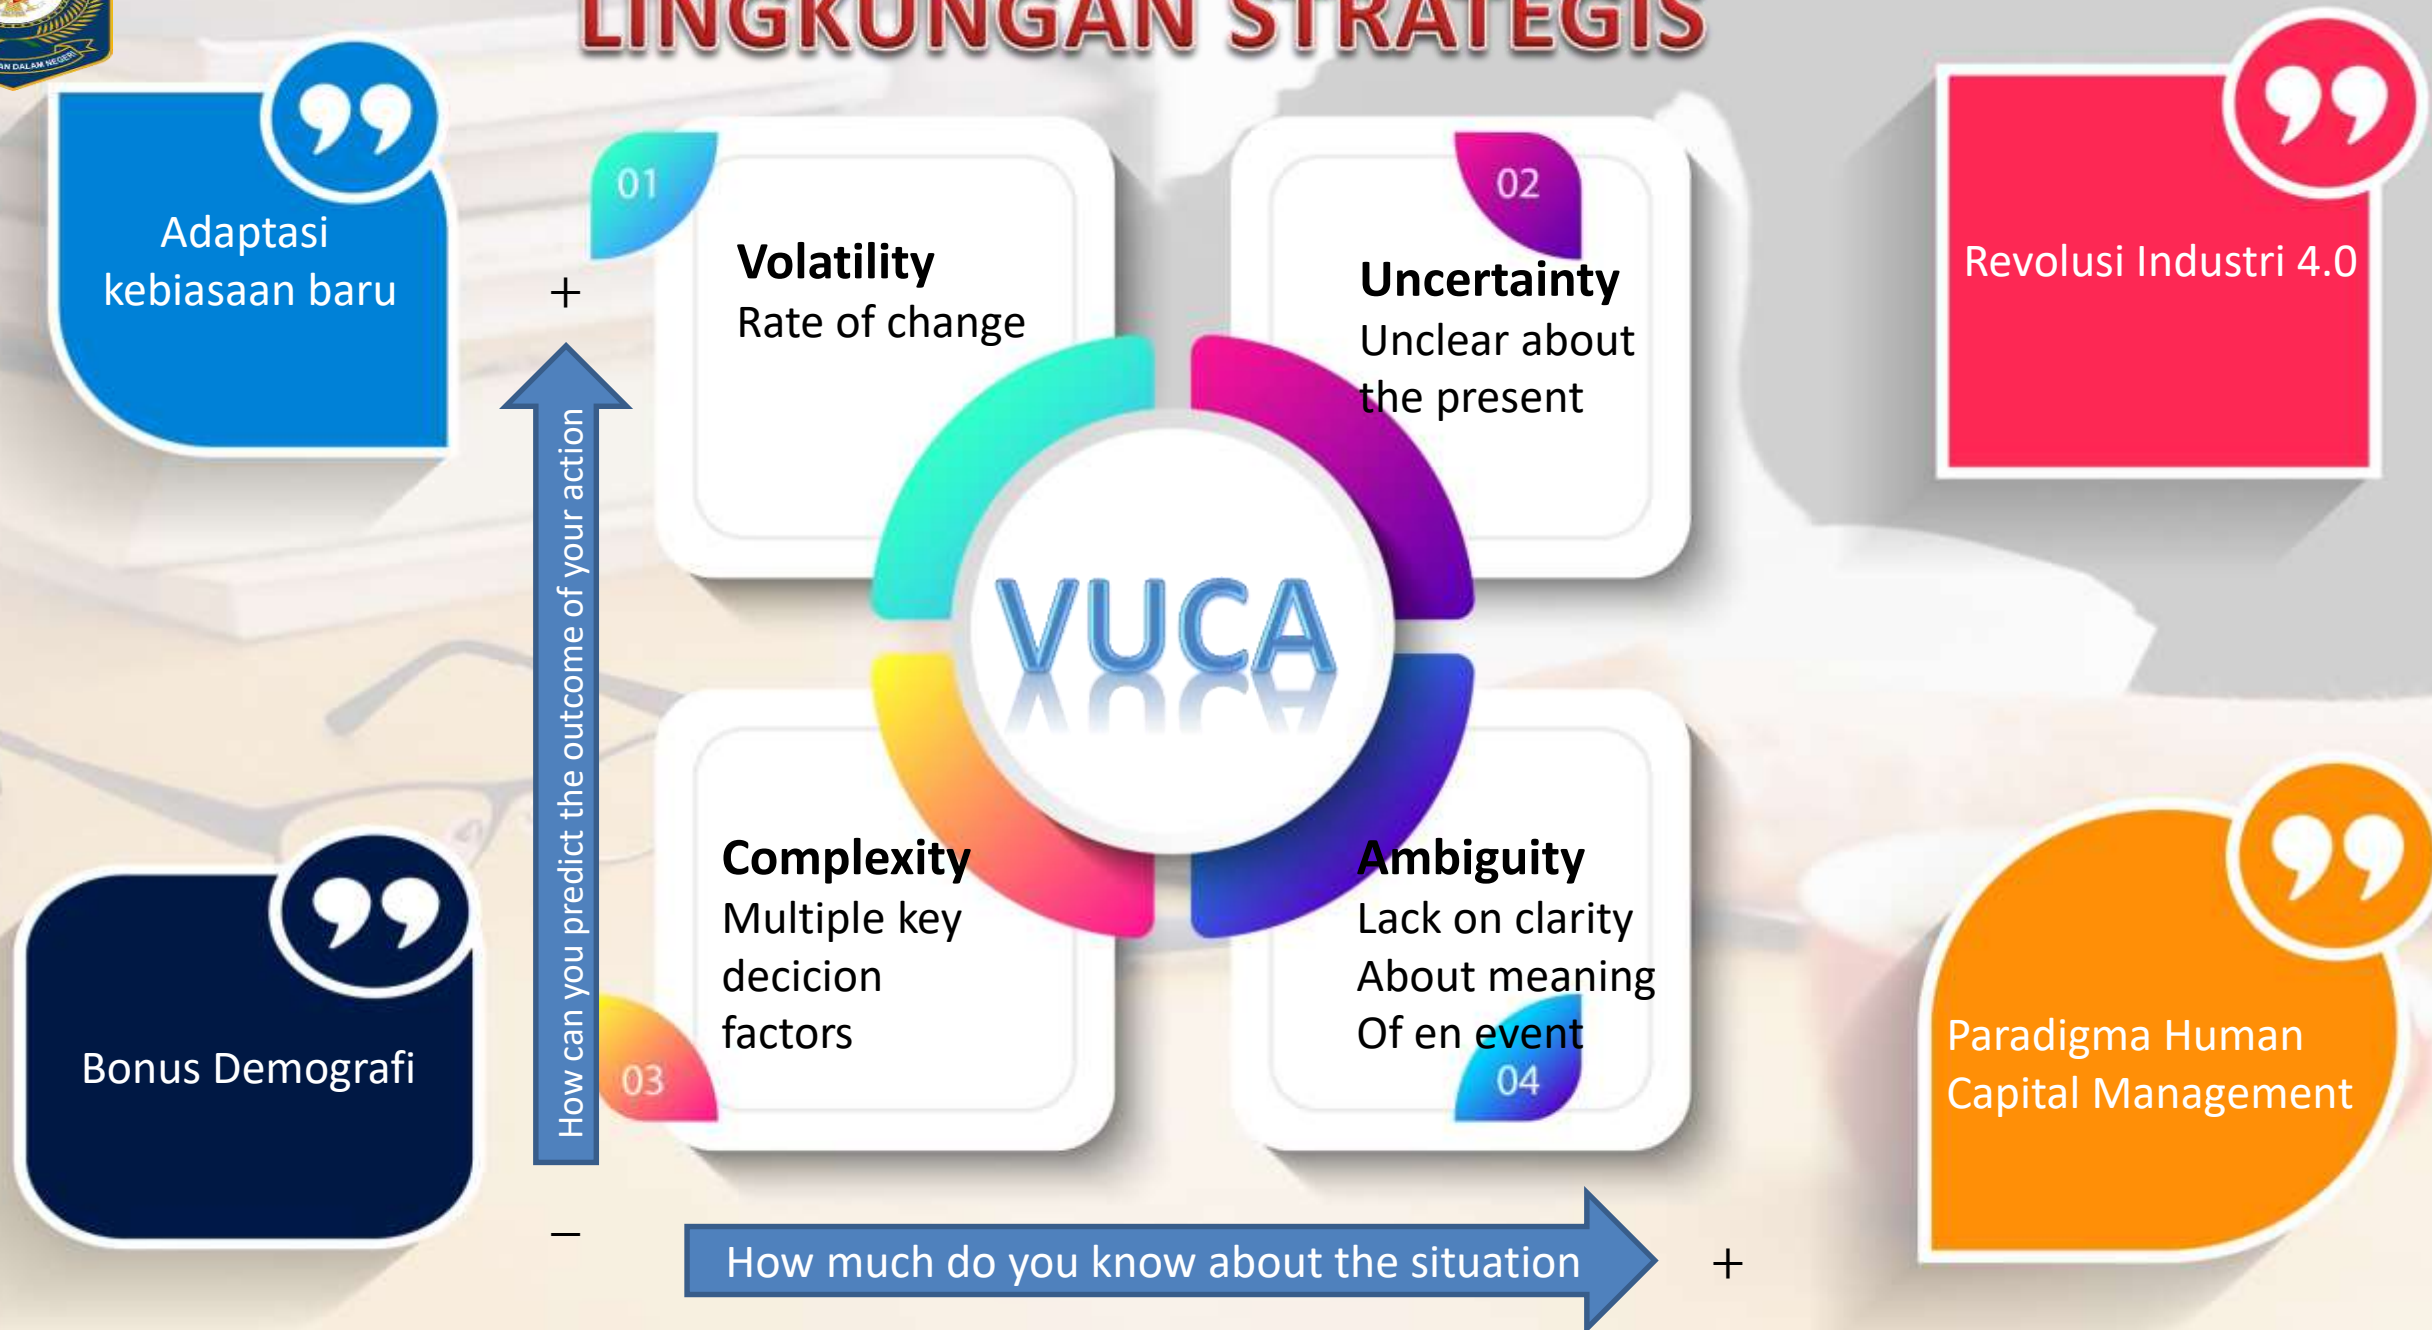 LINGKUNGAN STRATEGIS
AN DALAM NEGERI
Adaptasi
kebiasaan baru
01
Volatility
Rate of change
02
Uncertainty
Unclear about
the present
Revolusi Industri 4.0
+
How can you predict the outcome of your action
VUCA
Bonus Demografi
Complexity
Multiple key
decicion
factors
03
Ambiguity
Lack on clarity
About meaning
Of en event
04
Paradigma Human
Capital Management
–
How much do you know about the situation
+